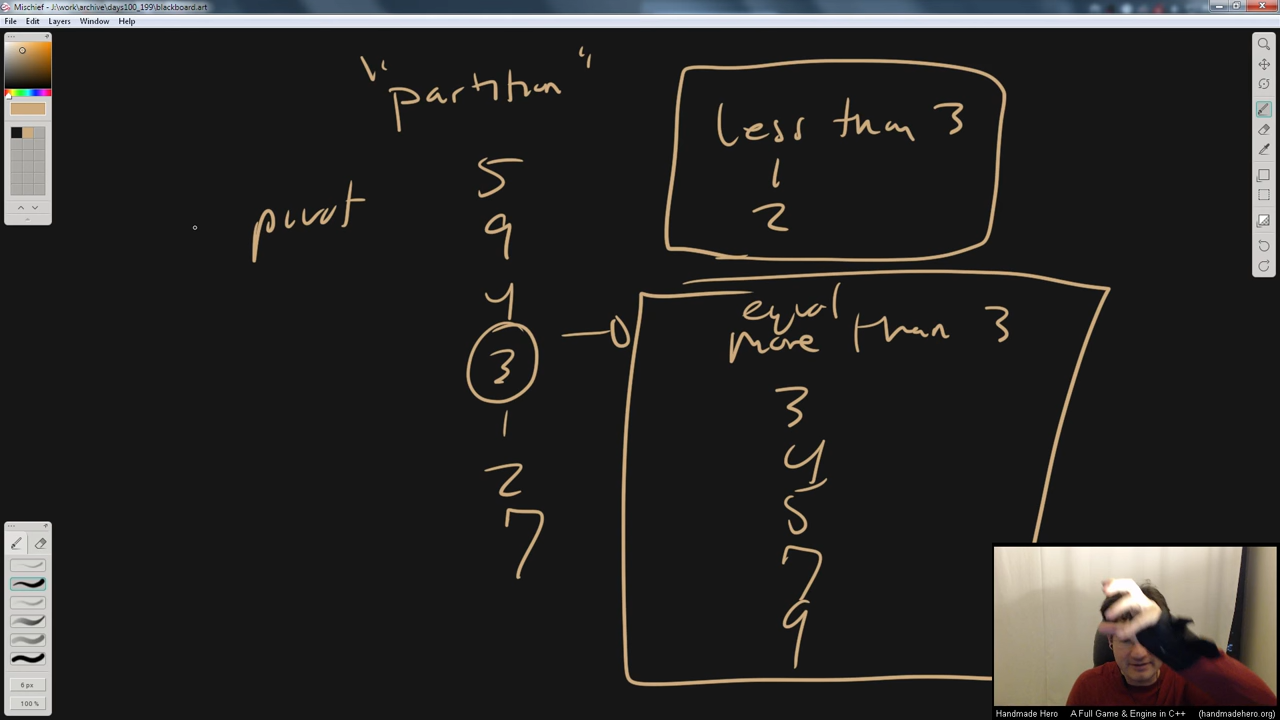 Mischief - J:\work\archive\days100_199\blackboard.art
File Edit Layers Window Help
"partition"
pivot
5
9
4
3
1
2
7
less than 3
1
2
equal
more than 3
3
4
5
7
9
6 px
100 %
Handmade Hero A Full Game & Engine in C++ (handmadehero.org)